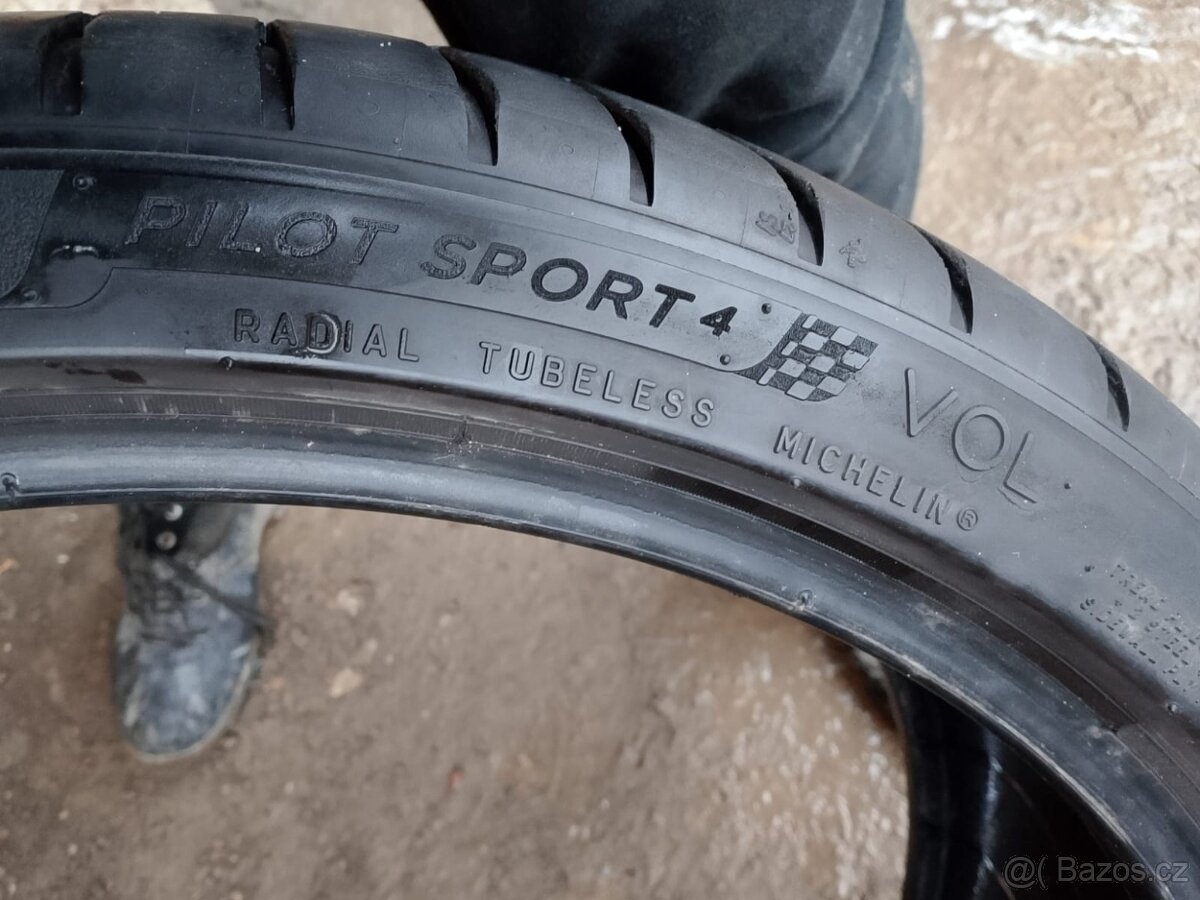 PILOT SPORT 4
VOL
RADIAL TUBELESS MICHELIN®
@( Bazos.cz